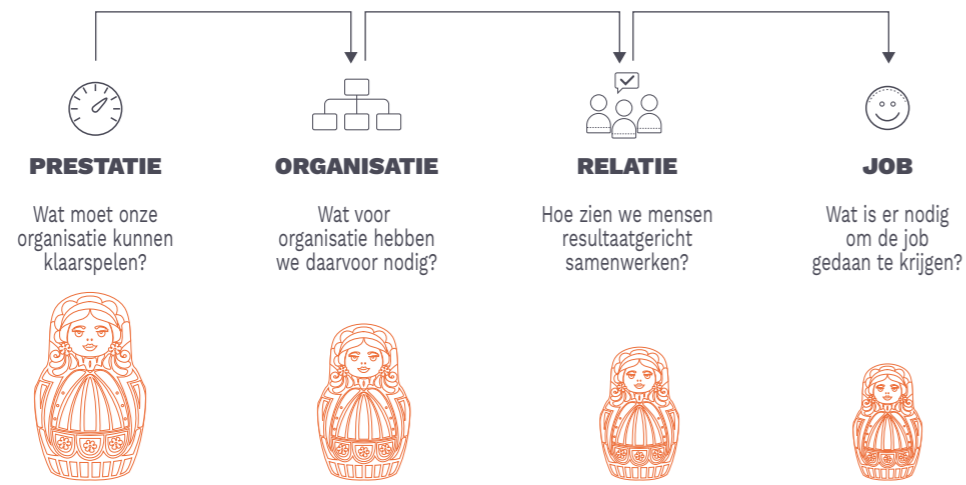 PRESTATIE
Wat moet onze
organisatie kunnen
klaarspelen?
ORGANISATIE
Wat voor
organisatie hebben
we daarvoor nodig?
RELATIE
Hoe zien we mensen
resultaatgericht
samenwerken?
JOB
Wat is er nodig
om de job
gedaan te krijgen?